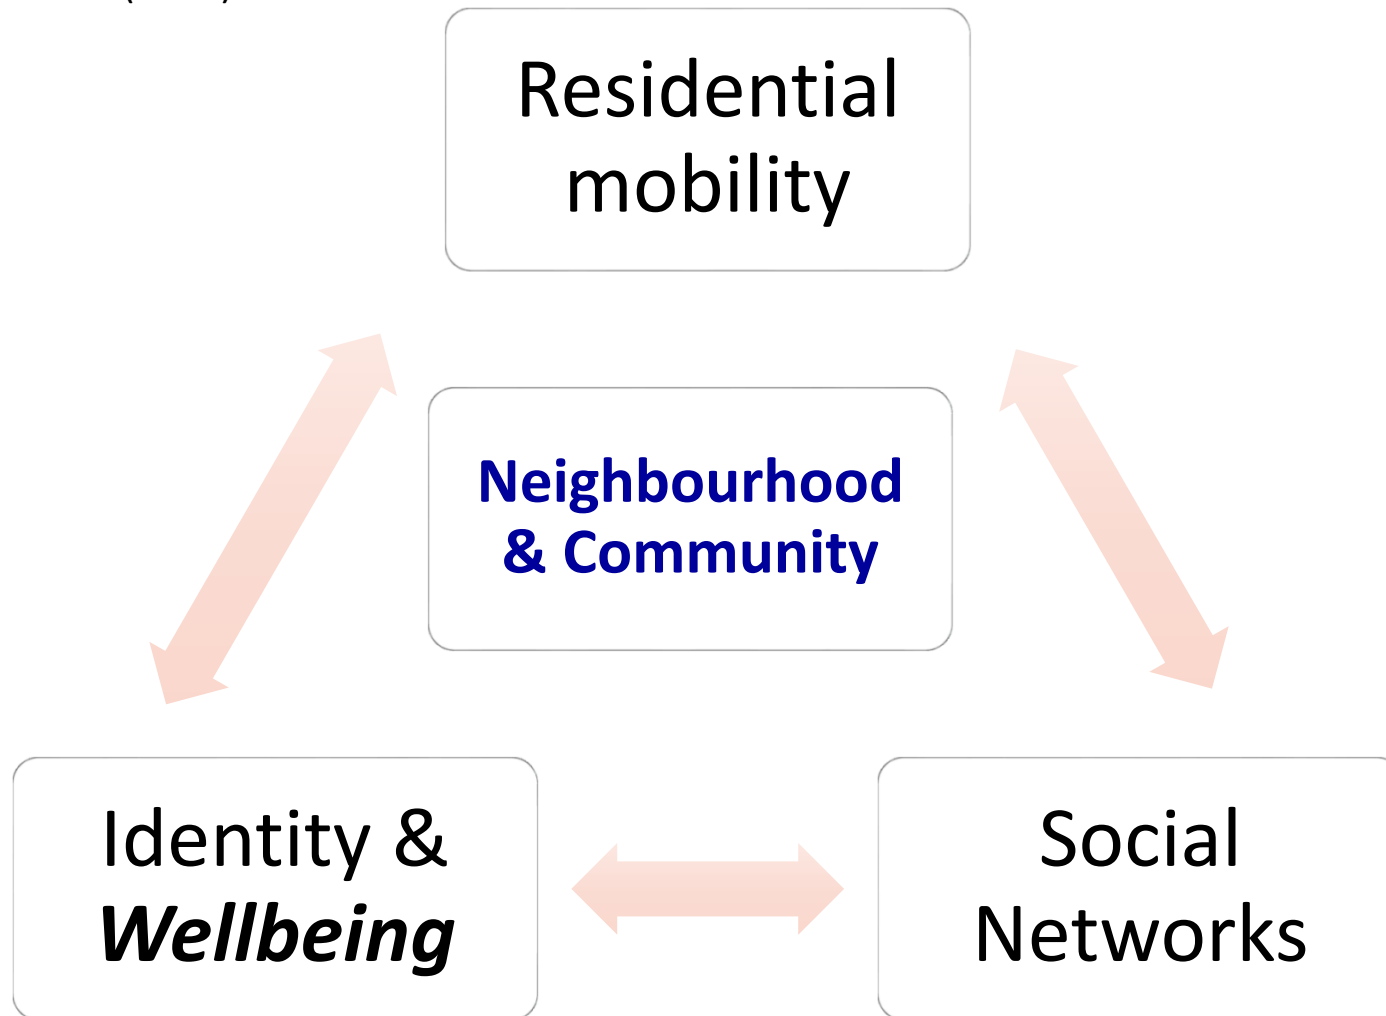 Residential
mobility
Neighbourhood
& Community
Identity &
Wellbeing
Social
Networks